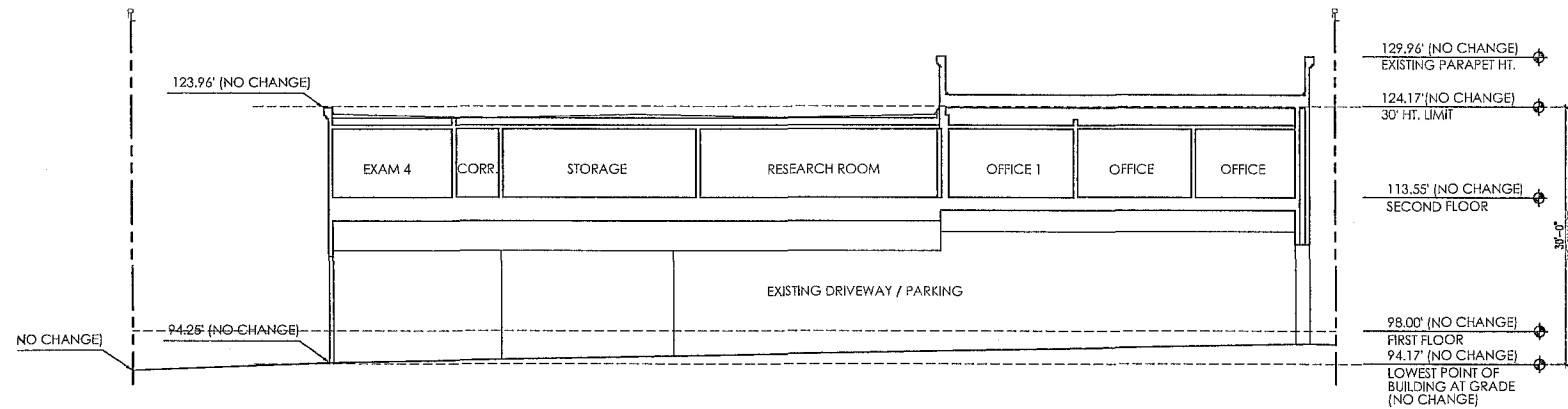 P
P
129.96' (NO CHANGE)
EXISTING PARAPET HT.
123.96' (NO CHANGE)
124.17' (NO CHANGE)
30' HT. LIMIT
EXAM 4
CORR.
STORAGE
RESEARCH ROOM
OFFICE 1
OFFICE
OFFICE
113.55' (NO CHANGE)
SECOND FLOOR
30'-0"
EXISTING DRIVEWAY / PARKING
NO CHANGE)
94.25' (NO CHANGE)
98.00' (NO CHANGE)
FIRST FLOOR
94.17' (NO CHANGE)
LOWEST POINT OF
BUILDING AT GRADE
(NO CHANGE)